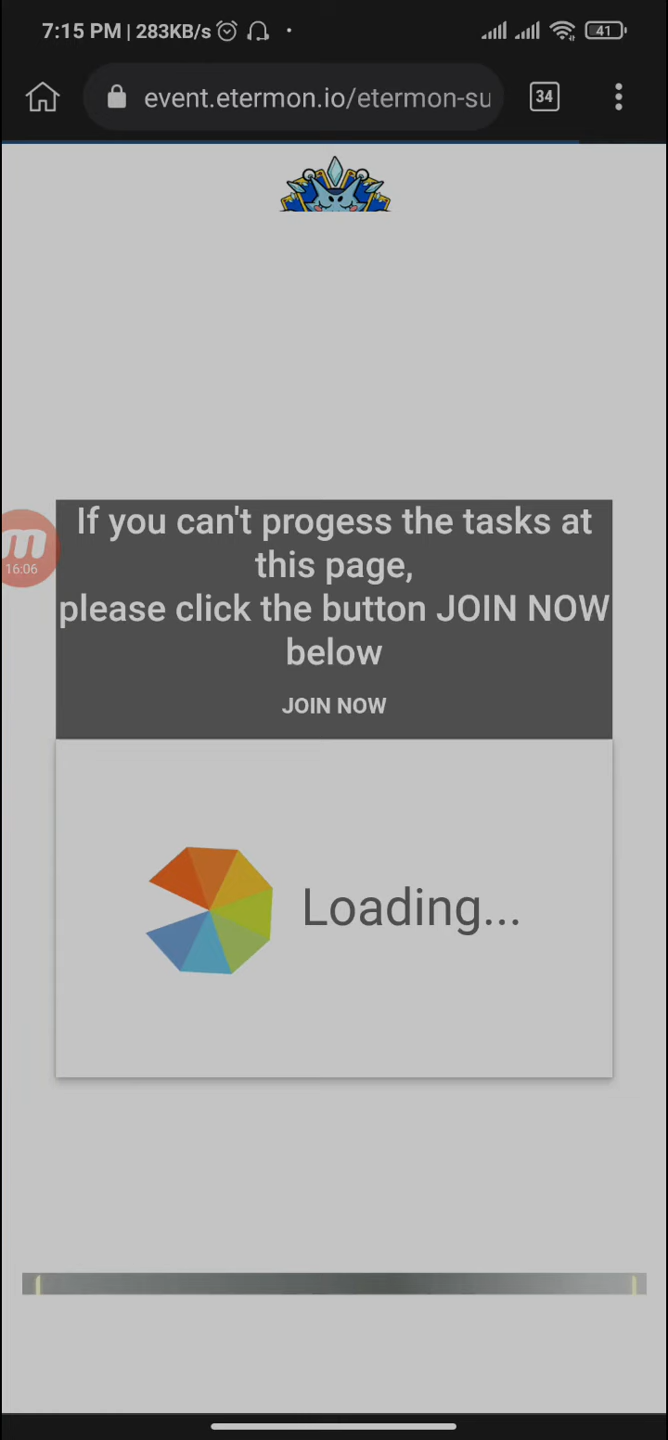 7:15 PM | 283KB/s 41
event.etermon.io/etermon-su 34
If you can't progess the tasks at
this page,
please click the button JOIN NOW
below
JOIN NOW
16:06
Loading...